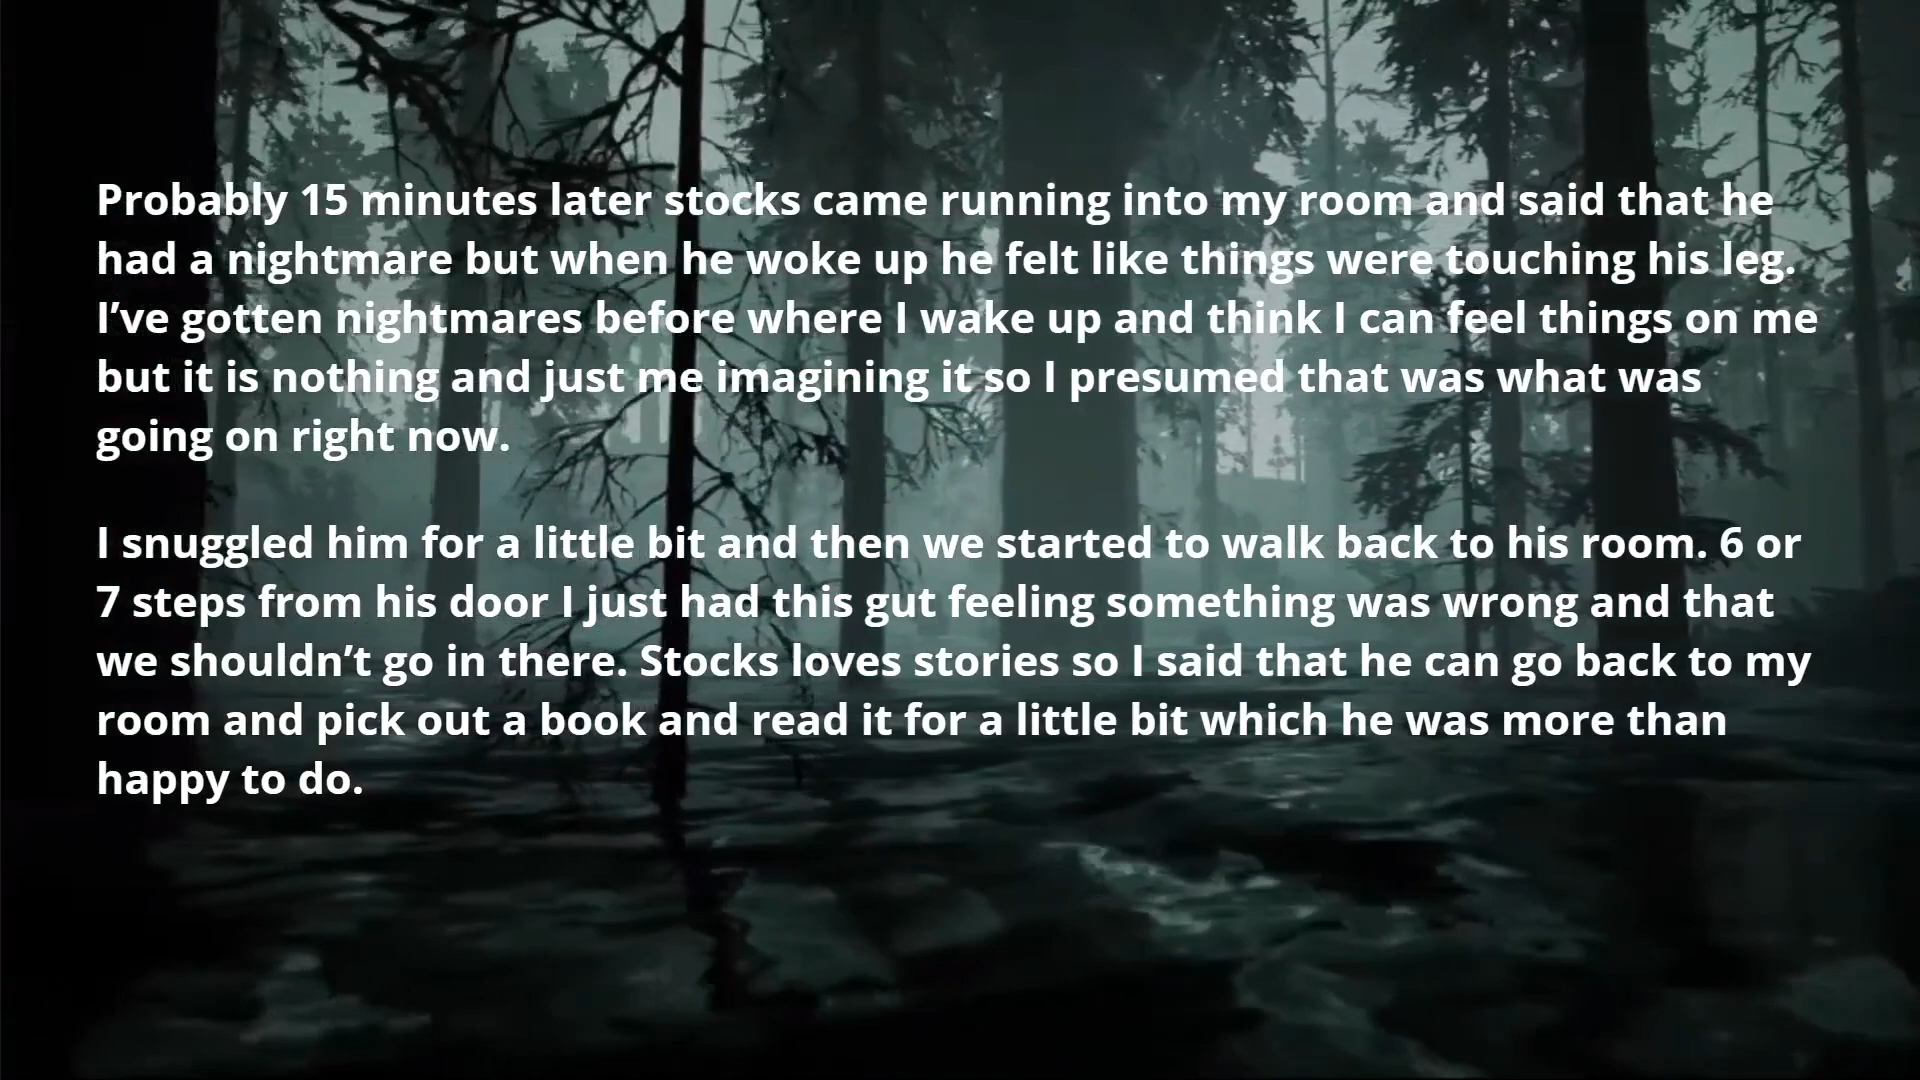 Probably 15 minutes later stocks came running into my room and said that he
had a nightmare but when he woke up he felt like things were touching his leg.
I’ve gotten nightmares before where I wake up and think I can feel things on me
but it is nothing and just me imagining it so I presumed that was what was
going on right now.
I snuggled him for a little bit and then we started to walk back to his room. 6 or
7 steps from his door I just had this gut feeling something was wrong and that
we shouldn’t go in there. Stocks loves stories so I said that he can go back to my
room and pick out a book and read it for a little bit which he was more than
happy to do.